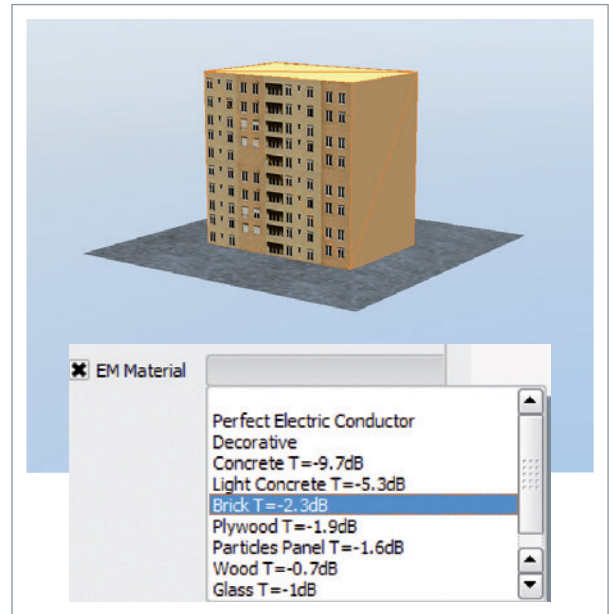 EM Material
Perfect Electric Conductor
Decorative
Concrete T=-9.7dB
Light Concrete T=-5.3dB
Brick T=-2.3dB
Plywood T=-1.9dB
Particles Panel T=-1.6dB
Wood T=-0.7dB
Glass T=-1dB